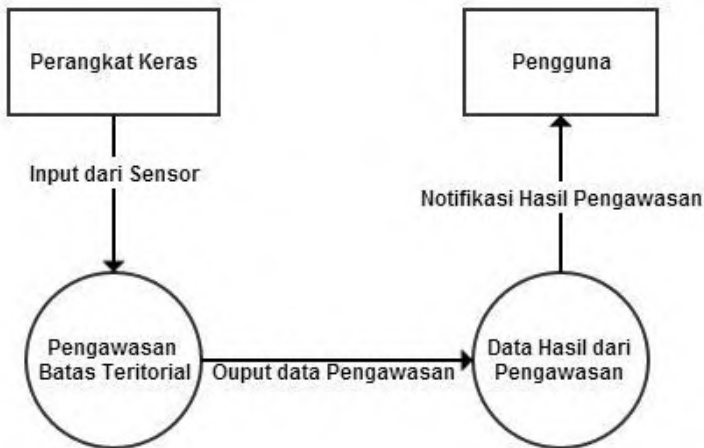 Perangkat Keras
Pengguna
Input dari Sensor
Notifikasi Hasil Pengawasan
Pengawasan
Batas Teritorial
Ouput data Pengawasan
Data Hasil dari
Pengawasan